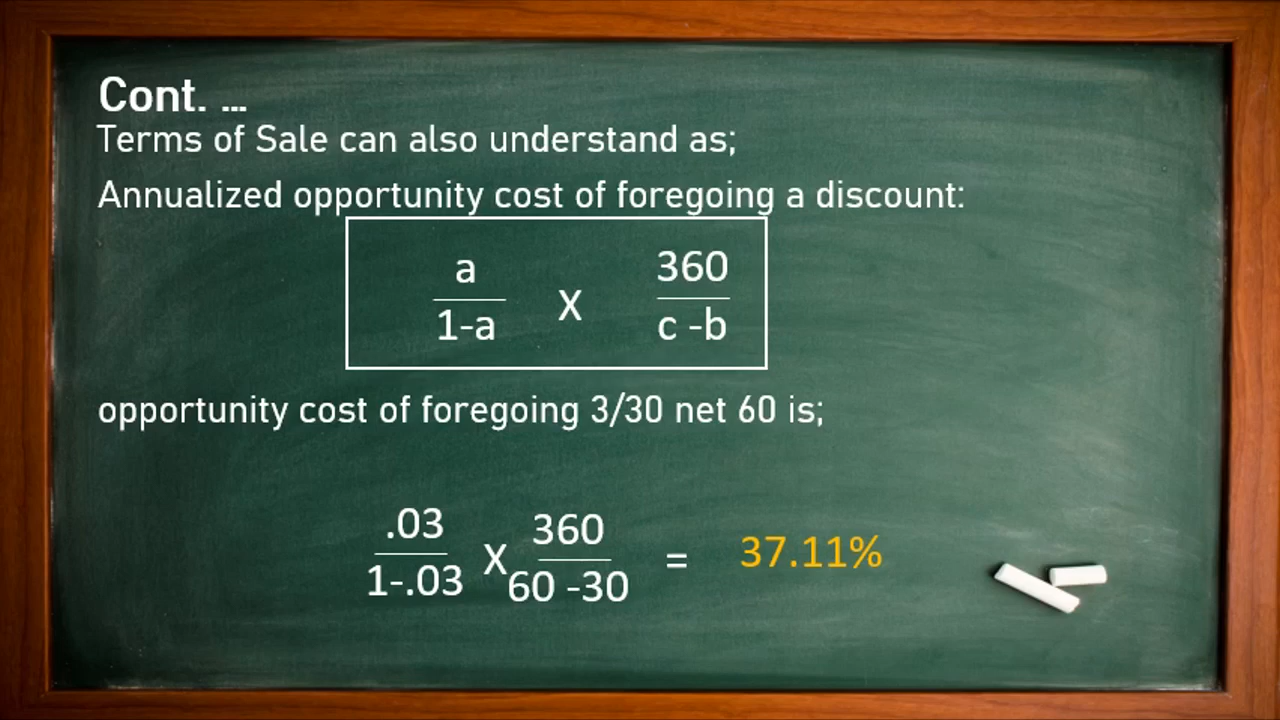 Cont. ...
Terms of Sale can also understand as;
Annualized opportunity cost of foregoing a discount:
a 360
X
1-a c -b
opportunity cost of foregoing 3/30 net 60 is;
.03 360
X = 37.11%
1-.03 60 -30